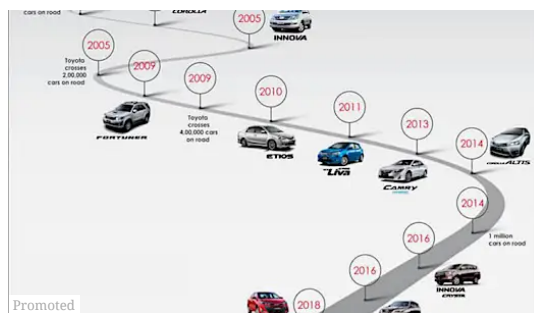 cars on road
COROLLA
2005
INNOVA
2005
Toyota
crosses
2,00,000
cars on road
2009
FORTUNER
2009
Toyota
crosses
4,00,000 cars
on road
2010
ETIOS
2011
Liva
2013
CAMRY
2014
ALTIS
2014
1 million
cars on road
2016
INNOVA
CRYSTA
2016
2018
Promoted